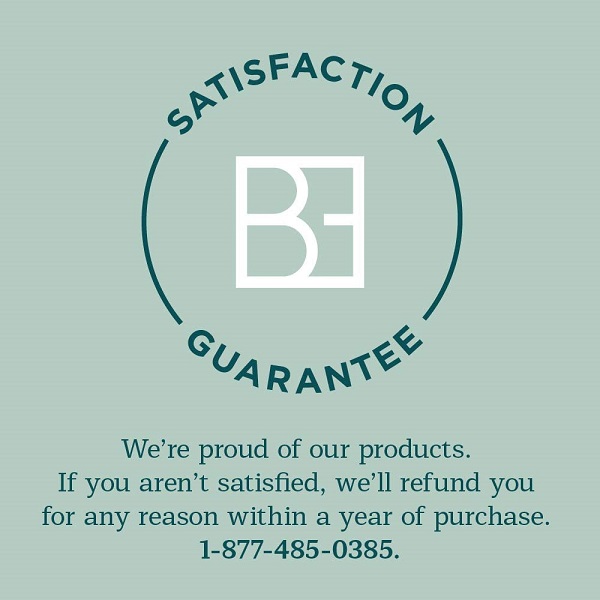 SATISFACTION
BE
GUARANTEE
We're proud of our products.
If you aren't satisfied, we'll refund you
for any reason within a year of purchase.
1-877-485-0385.